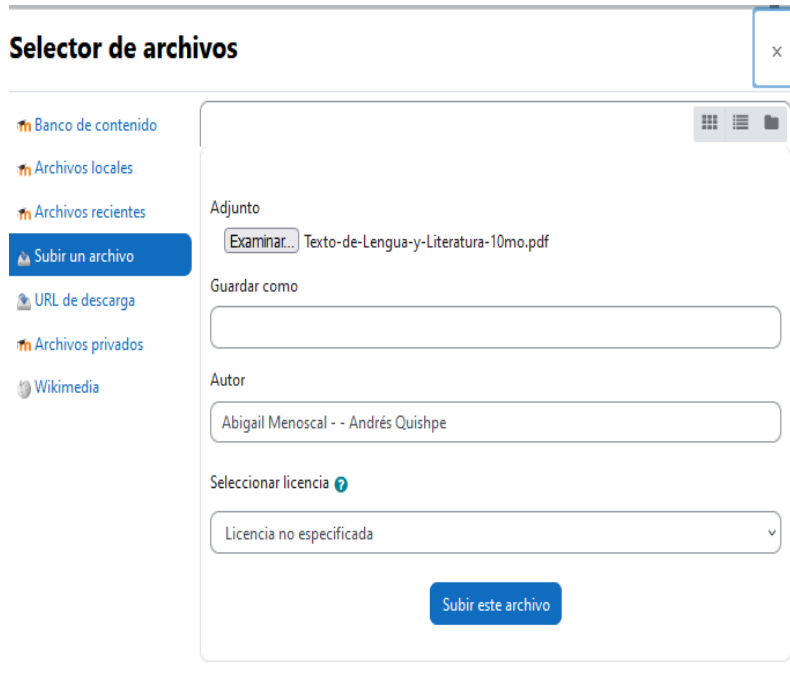 Selector de archivos
x
Banco de contenido
Archivos locales
Archivos recientes
Subir un archivo
URL de descarga
Archivos privados
Wikimedia
Adjunto
Examinar... Texto-de-Lengua-y-Literatura-10mo.pdf
Guardar como
Autor
Abigail Menoscal - - Andrés Quishpe
Seleccionar licencia ?
Licencia no especificada
Subir este archivo